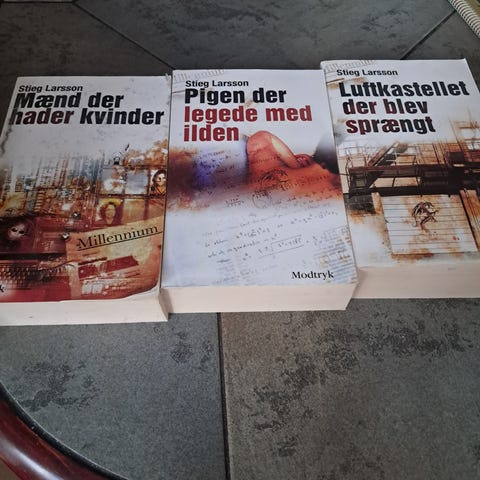 Stieg Larsson
Mænd der
hader kvinder
Millennium
Stieg Larsson
Pigen der
legede med
ilden
Modtryk
Millennium
Stieg Larsson
Luftkastellet
der blev
sprængt